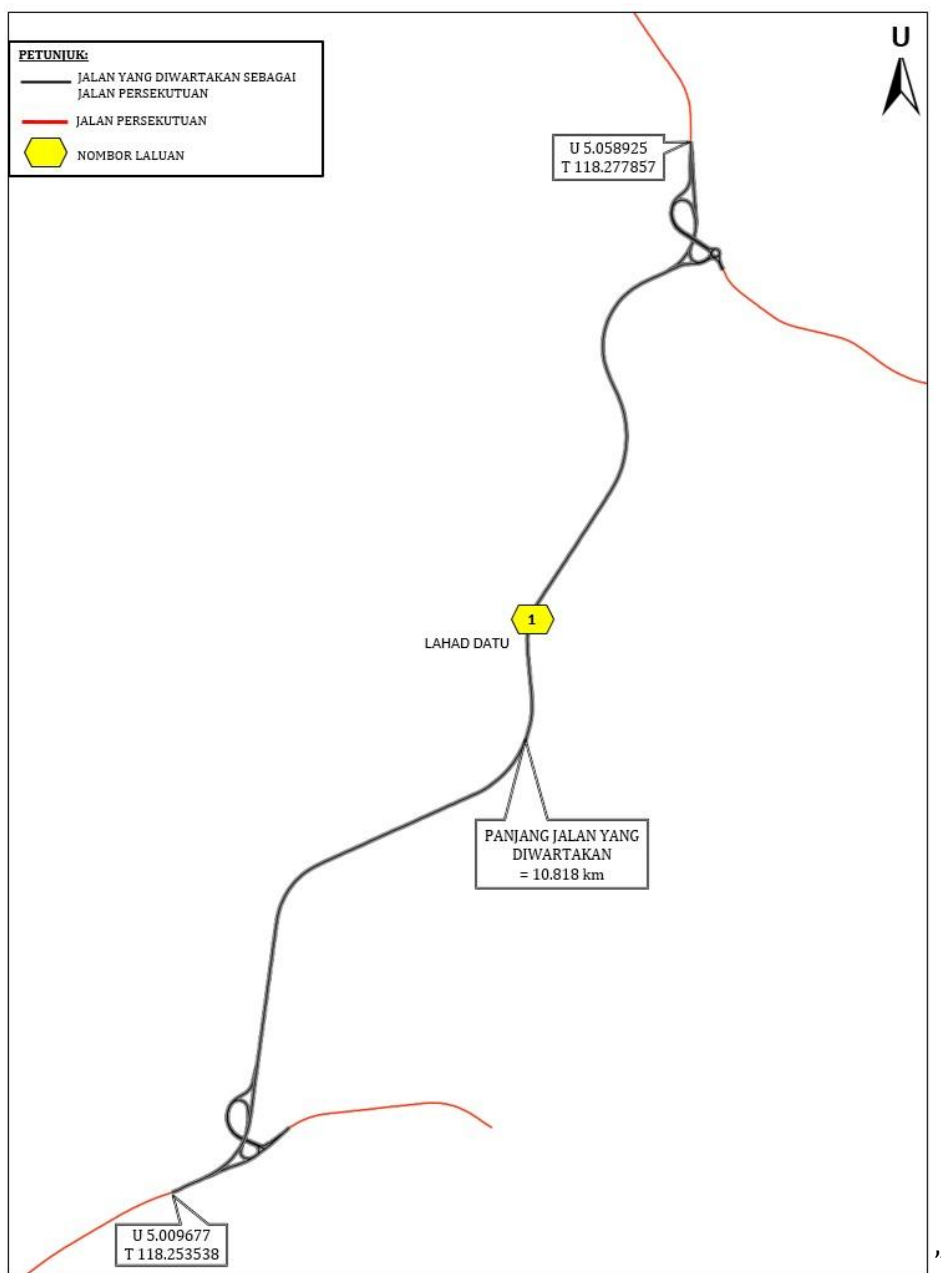 PETUNJUK:
JALAN YANG DIWARTAKAN SEBAGAI
JALAN PERSEKUTUAN
JALAN PERSEKUTUAN
NOMBOR LALUAN
U
U 5.058925
T 118.277857
1
LAHAD DATU
PANJANG JALAN YANG
DIWARTAKAN
= 10.818 km
U 5.009677
T 118.253538
”